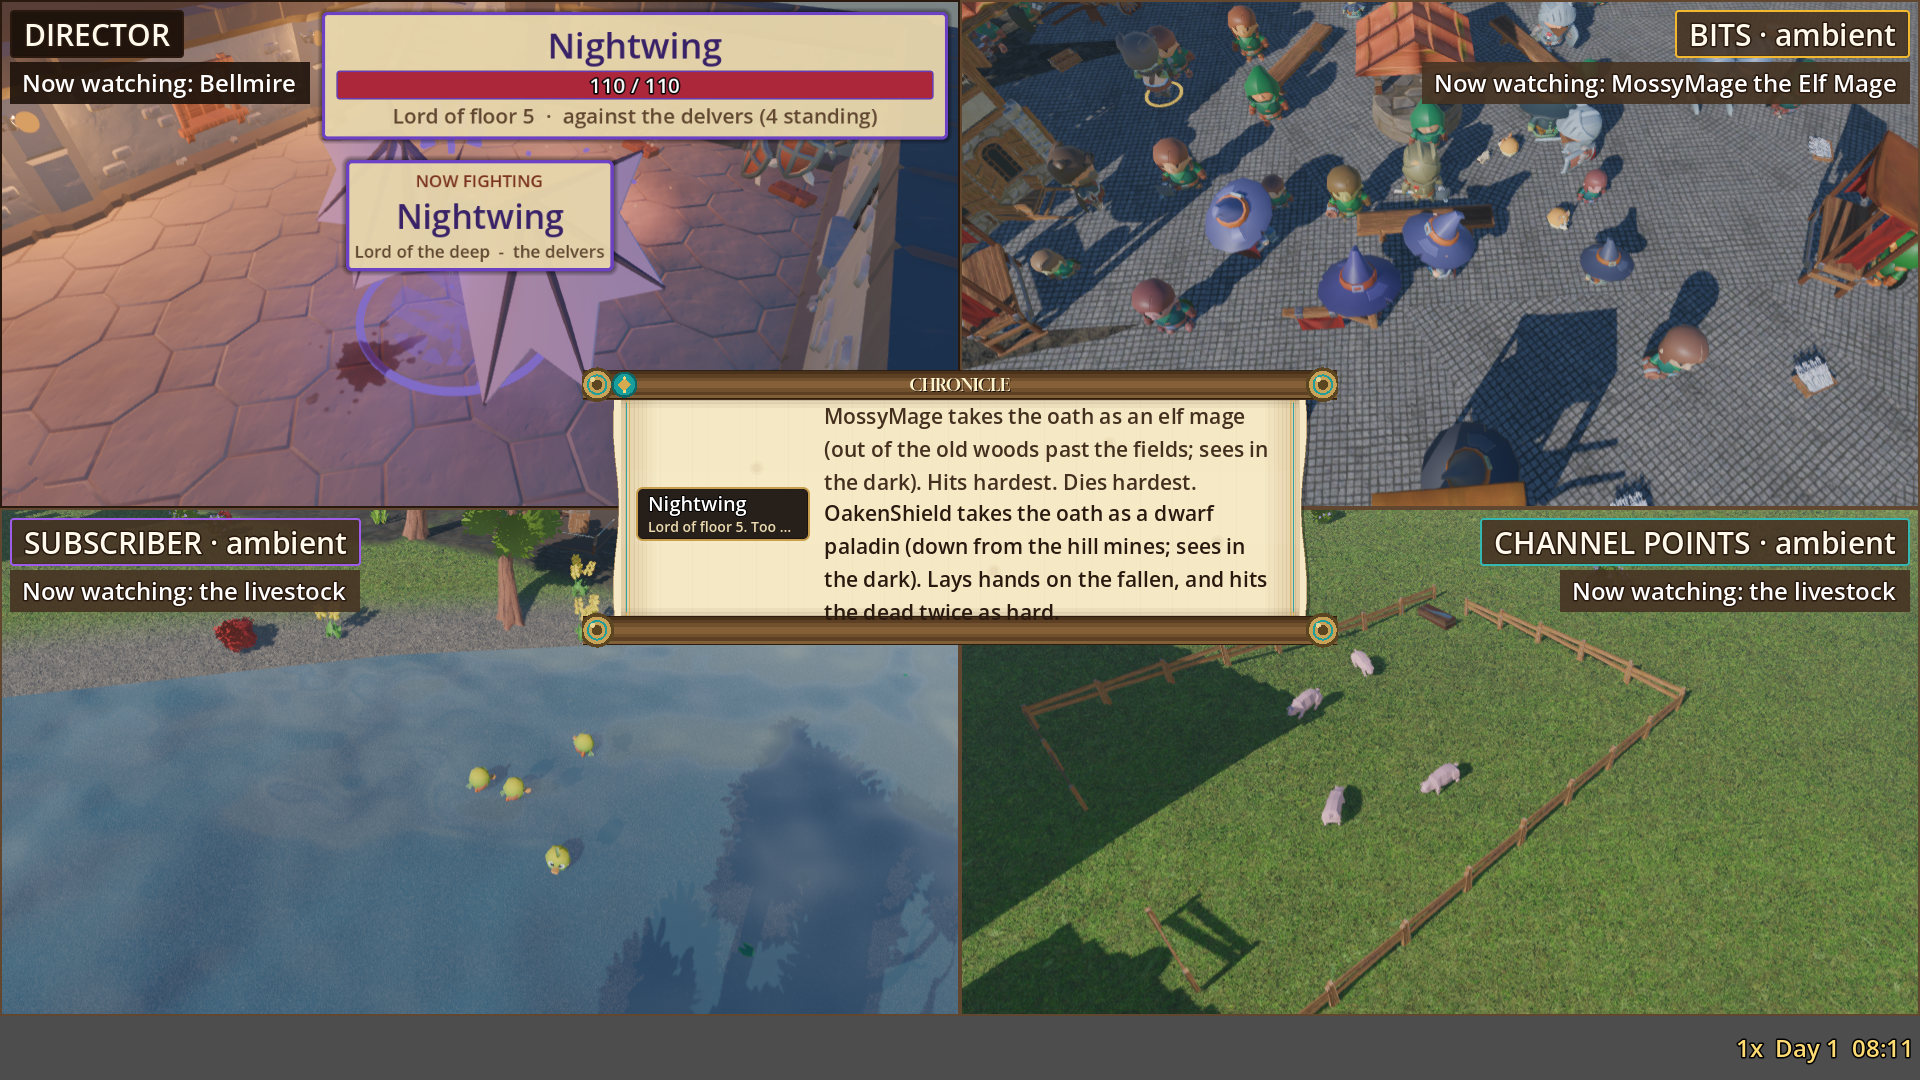 DIRECTOR
Now watching: Bellmire
Nightwing
110 / 110
Lord of floor 5 · against the delvers (4 standing)
NOW FIGHTING
Nightwing
Lord of the deep - the delvers
BITS · ambient
Now watching: MossyMage the Elf Mage
CHRONICLE
Nightwing
Lord of floor 5. Too ...
MossyMage takes the oath as an elf mage
(out of the old woods past the fields; sees in
the dark). Hits hardest. Dies hardest.
OakenShield takes the oath as a dwarf
paladin (down from the hill mines; sees in
the dark). Lays hands on the fallen, and hits
the dead twice as hard.
SUBSCRIBER · ambient
Now watching: the livestock
CHANNEL POINTS · ambient
Now watching: the livestock
1x Day 1 08:11